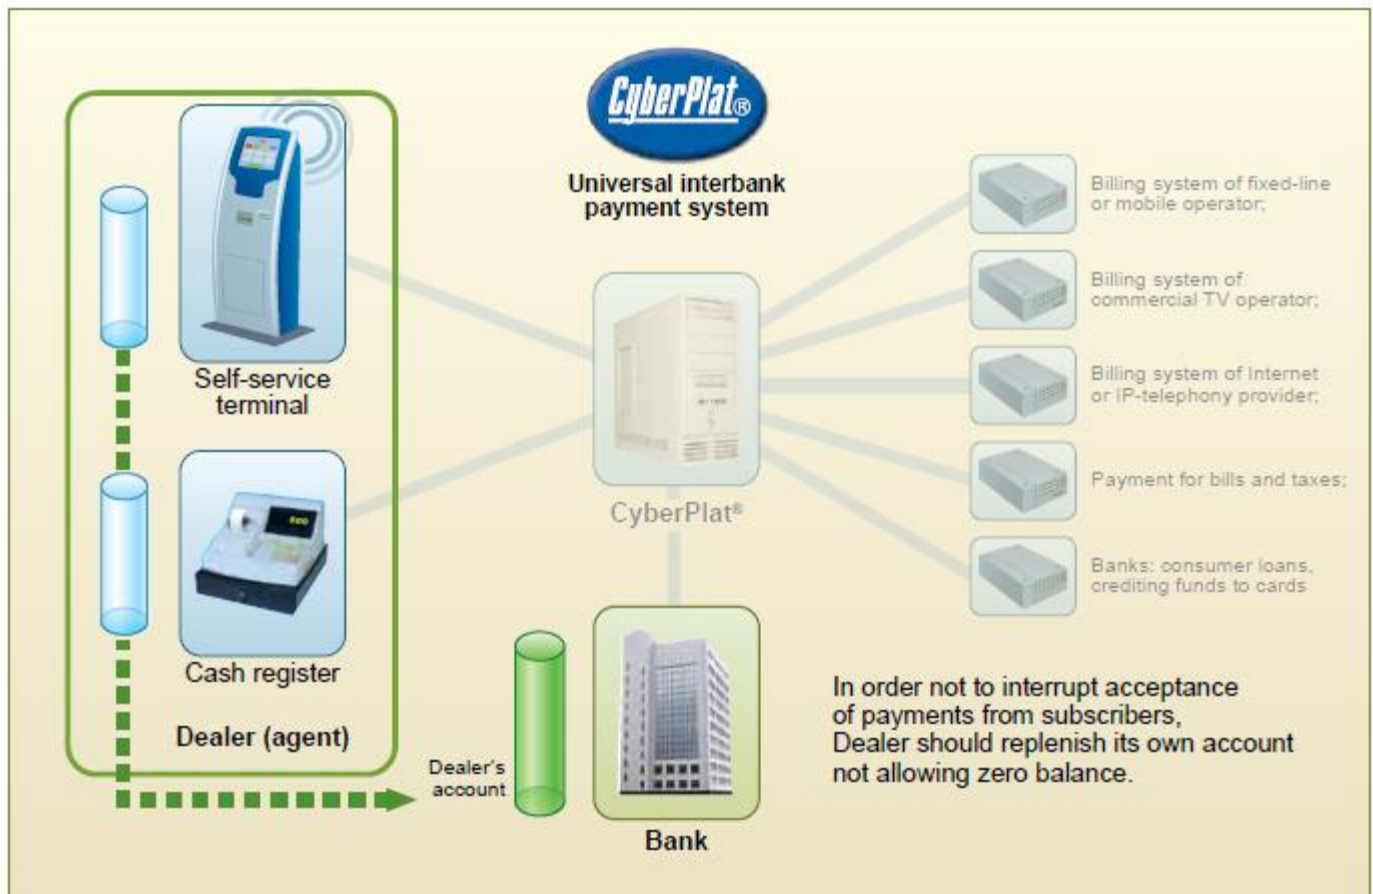 CyberPlat®
Universal interbank
payment system
Self-service
terminal
Cash register
Dealer (agent)
CyberPlat®
Dealer's
account
Bank
Billing system of fixed-line
or mobile operator;
Billing system of
commercial TV operator;
Billing system of Internet
or IP-telephony provider;
Payment for bills and taxes;
Banks: consumer loans,
crediting funds to cards
In order not to interrupt acceptance
of payments from subscribers,
Dealer should replenish its own account
not allowing zero balance.